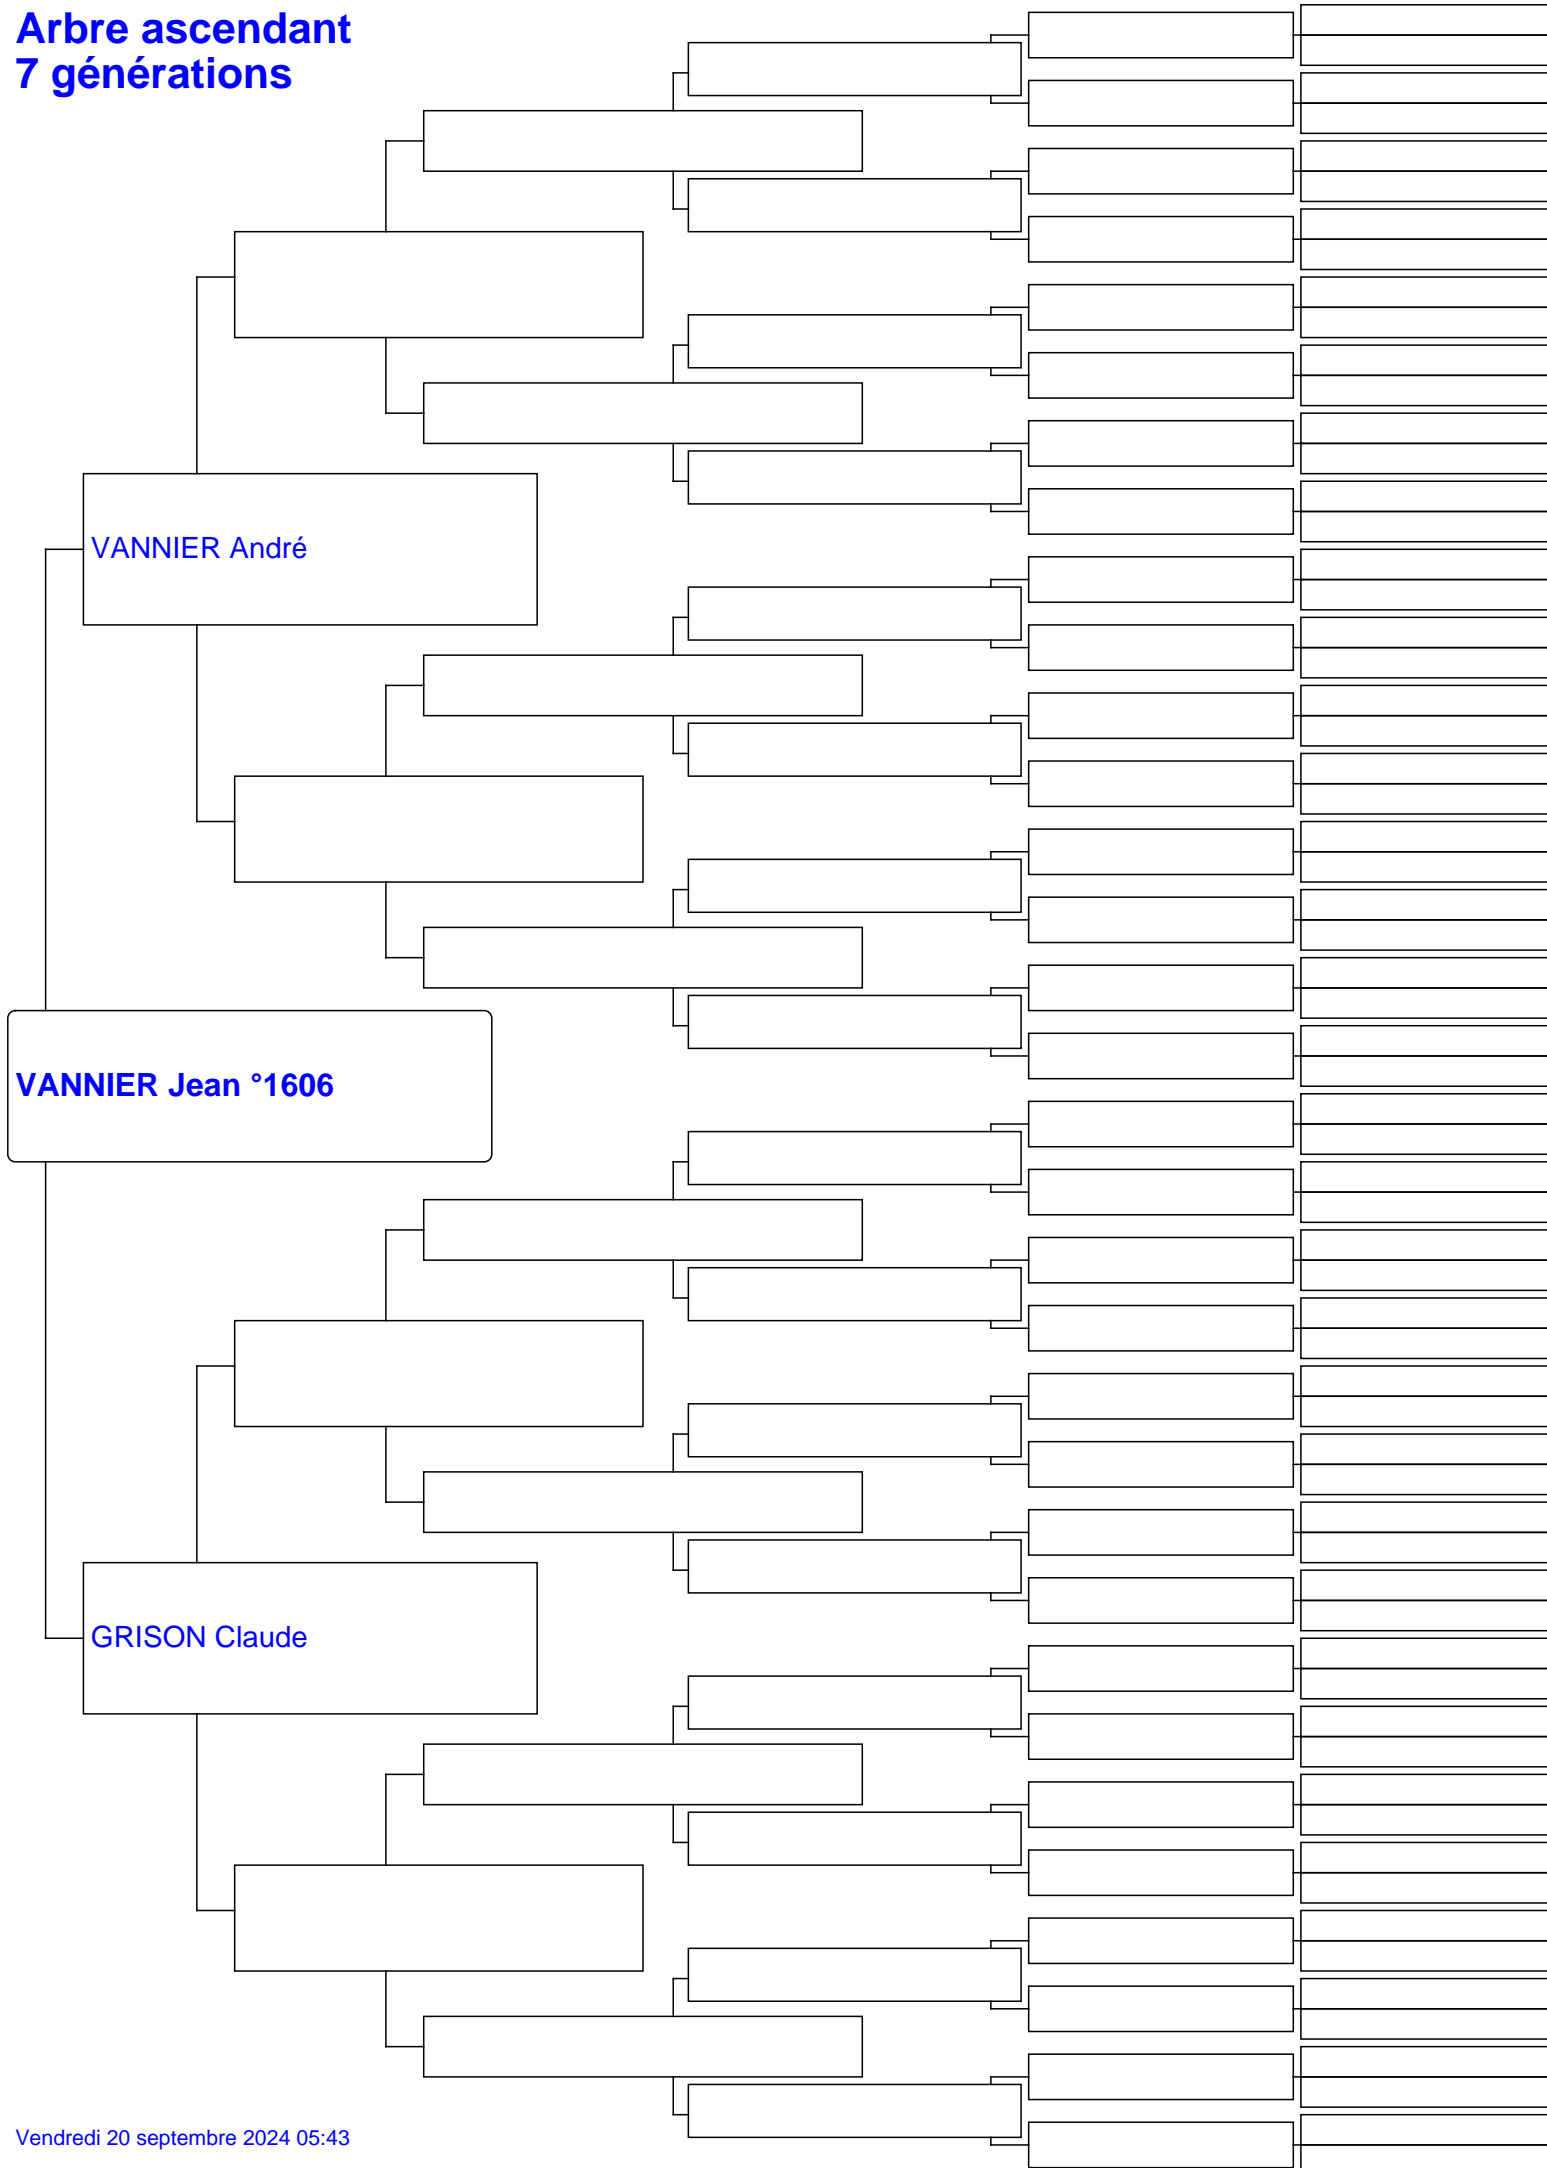 Arbre ascendant
7 générations
VANNIER André
VANNIER Jean °1606
GRISON Claude
Vendredi 20 septembre 2024 05:43